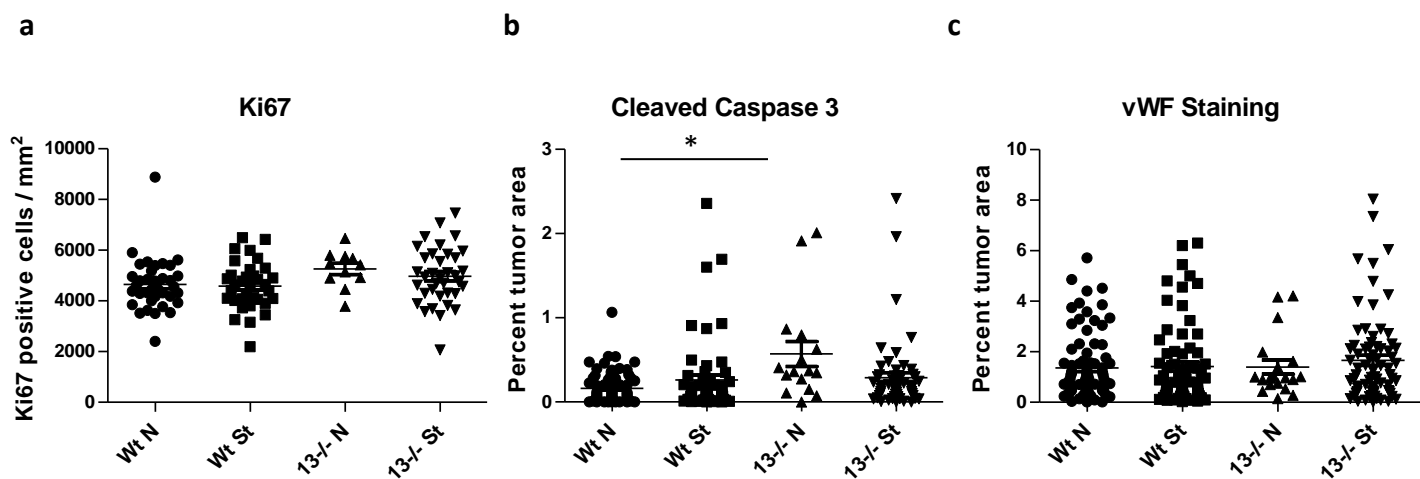 a
b
c
Ki67
Ki67 positive cells / mm²
10000
8000
6000
4000
2000
0
Wt N
Wt St
13-/- N
13-/- St
Cleaved Caspase 3
Percent tumor area
*
3
2
1
0
Wt N
Wt St
13-/- N
13-/- St
vWF Staining
Percent tumor area
10
8
6
4
2
0
Wt N
Wt St
13-/- N
13-/- St